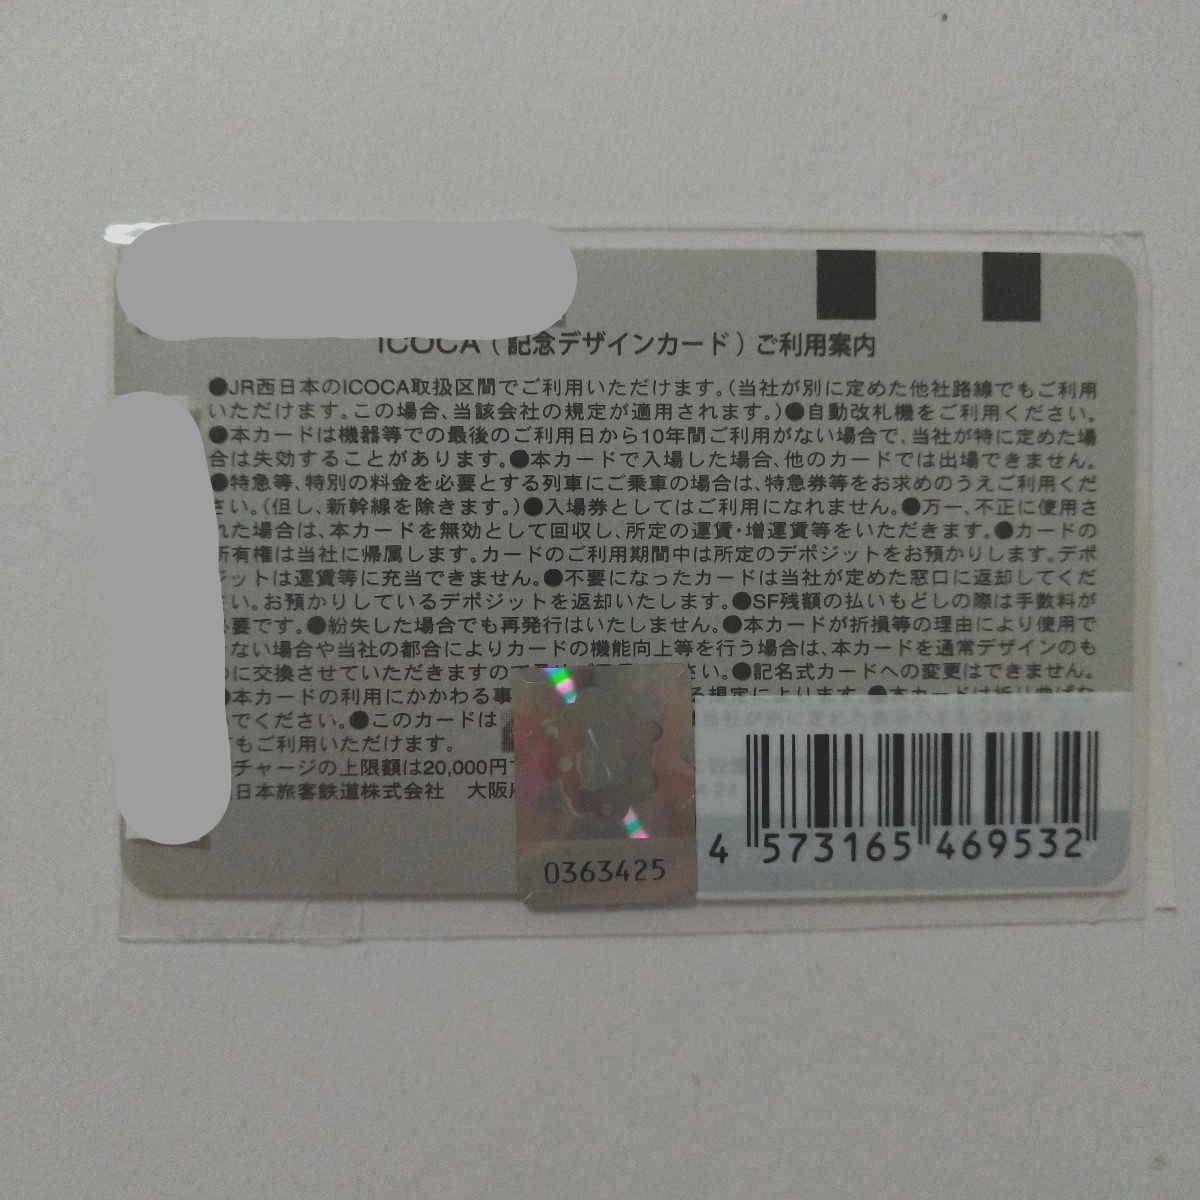 ICOCA（記念デザインカード）ご利用案内
●JR西日本のICOCA取扱区間でご利用いただけます。（当社が別に定めた他社路線でもご利用
いただけます。この場合、当該会社の規定が適用されます。）●自動改札機をご利用ください。
●本カードは機器等での最後のご利用日から10年間ご利用がない場合で、当社が特に定めた場
合は失効することがあります。●本カードで入場した場合、他のカードでは出場できません。
●特急等、特別の料金を必要とする列車にご乗車の場合は、特急券等をお求めのうえご利用くだ
さい。（但し、新幹線を除きます。）●入場券としてはご利用になれません。●万一、不正に使用さ
れた場合は、本カードを無効として回収し、所定の運賃・増運賃等をいただきます。●カードの
所有権は当社に帰属します。カードのご利用期間中は所定のデポジットをお預かりします。デポ
ジットは運賃等に充当できません。●不要になったカードは当社が定めた窓口に返却してくだ
い。お預かりしているデポジットを返却いたします。●SF残額の払いもどしの際は手数料が
必要です。●紛失した場合でも再発行はいたしません。●本カードが折損等の理由により使用で
ない場合や当社の都合によりカードの機能向上等を行う場合は、本カードを通常デザインのも
のに交換させていただきますので さい。●記名式カードへの変更はできません。
●本カードの利用にかかわる事 る規定によります。●本カードは折り曲げな
でください。●このカードは 当社が別に定めた
もご利用いただけます。
チャージの上限額は20,000円
日本旅客鉄道株式会社 大阪
0363425
4 573165 469532